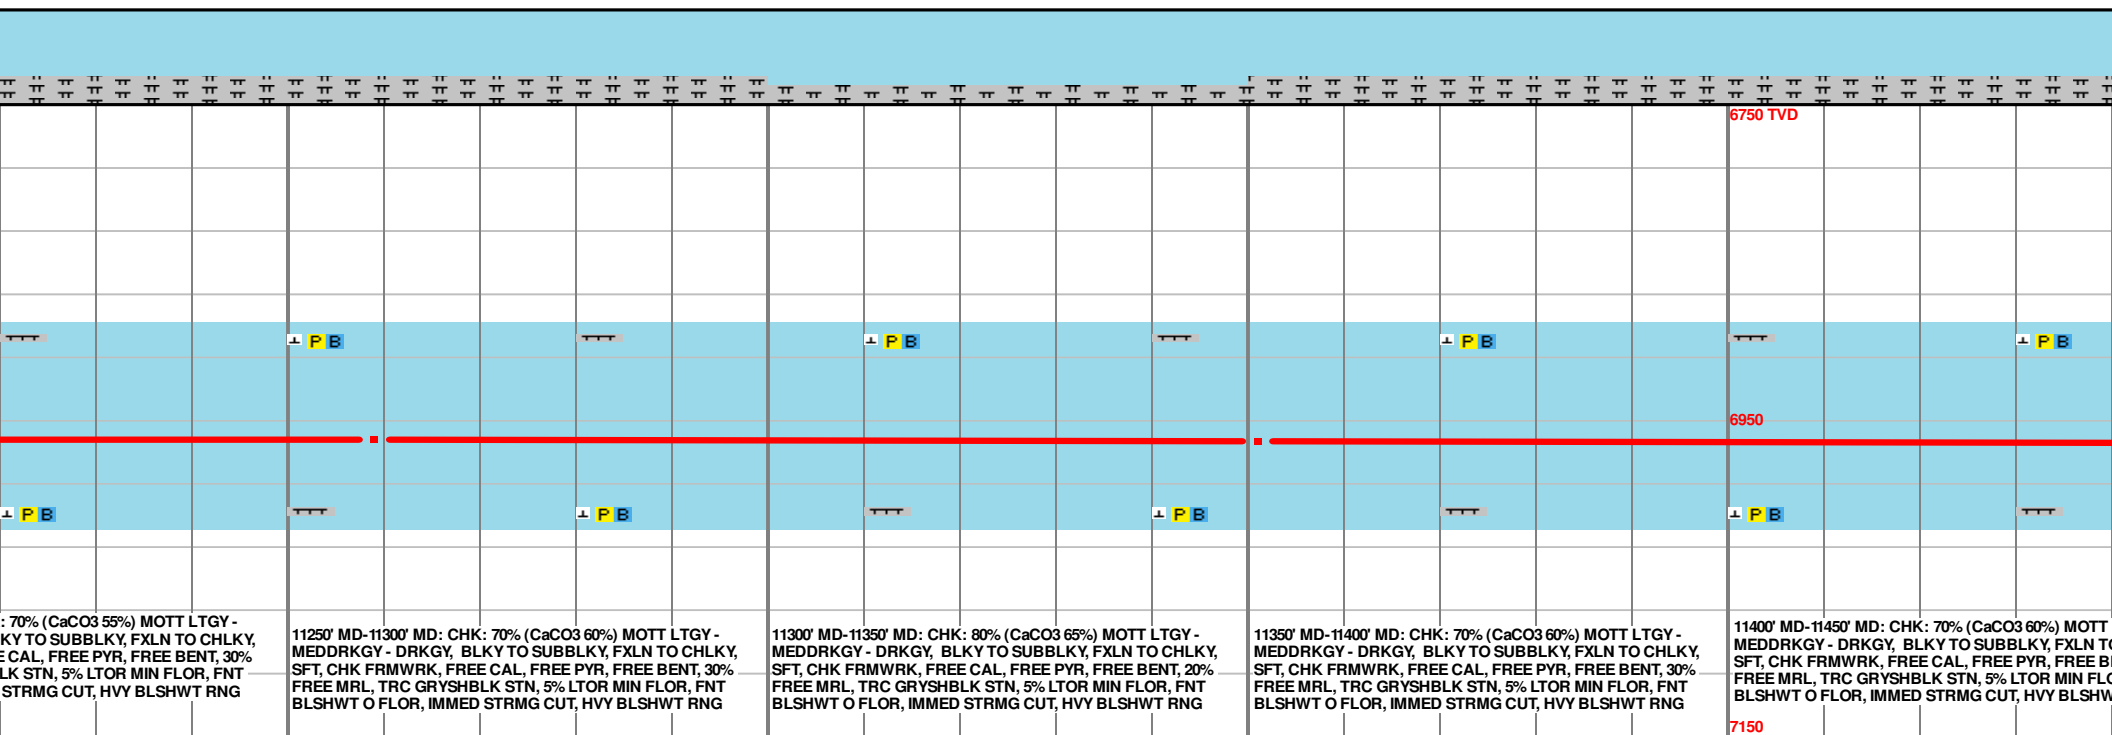 6750 TVD
P B
P B
P B
P B
6950
P B
P B
P B
P B
: 70% (CaCO3 55%) MOTT LTGY -
KY TO SUBBLKY, FXLN TO CHLKY,
E CAL, FREE PYR, FREE BENT, 30%
LK STN, 5% LTOR MIN FLOR, FNT
STRMG CUT, HVY BLSHWT RNG
11250' MD-11300' MD: CHK: 70% (CaCO3 60%) MOTT LTGY -
MEDDRKGY - DRKGY, BLKY TO SUBBLKY, FXLN TO CHLKY,
SFT, CHK FRMWRK, FREE CAL, FREE PYR, FREE BENT, 30%
FREE MRL, TRC GRYSHBLK STN, 5% LTOR MIN FLOR, FNT
BLSHWT O FLOR, IMMED STRMG CUT, HVY BLSHWT RNG
11300' MD-11350' MD: CHK: 80% (CaCO3 65%) MOTT LTGY -
MEDDRKGY - DRKGY, BLKY TO SUBBLKY, FXLN TO CHLKY,
SFT, CHK FRMWRK, FREE CAL, FREE PYR, FREE BENT, 20%
FREE MRL, TRC GRYSHBLK STN, 5% LTOR MIN FLOR, FNT
BLSHWT O FLOR, IMMED STRMG CUT, HVY BLSHWT RNG
11350' MD-11400' MD: CHK: 70% (CaCO3 60%) MOTT LTGY -
MEDDRKGY - DRKGY, BLKY TO SUBBLKY, FXLN TO CHLKY,
SFT, CHK FRMWRK, FREE CAL, FREE PYR, FREE BENT, 30%
FREE MRL, TRC GRYSHBLK STN, 5% LTOR MIN FLOR, FNT
BLSHWT O FLOR, IMMED STRMG CUT, HVY BLSHWT RNG
11400' MD-11450' MD: CHK: 70% (CaCO3 60%) MOTT
MEDDRKGY - DRKGY, BLKY TO SUBBLKY, FXLN TO
SFT, CHK FRMWRK, FREE CAL, FREE PYR, FREE B
FREE MRL, TRC GRYSHBLK STN, 5% LTOR MIN FLO
BLSHWT O FLOR, IMMED STRMG CUT, HVY BLSHW
7150